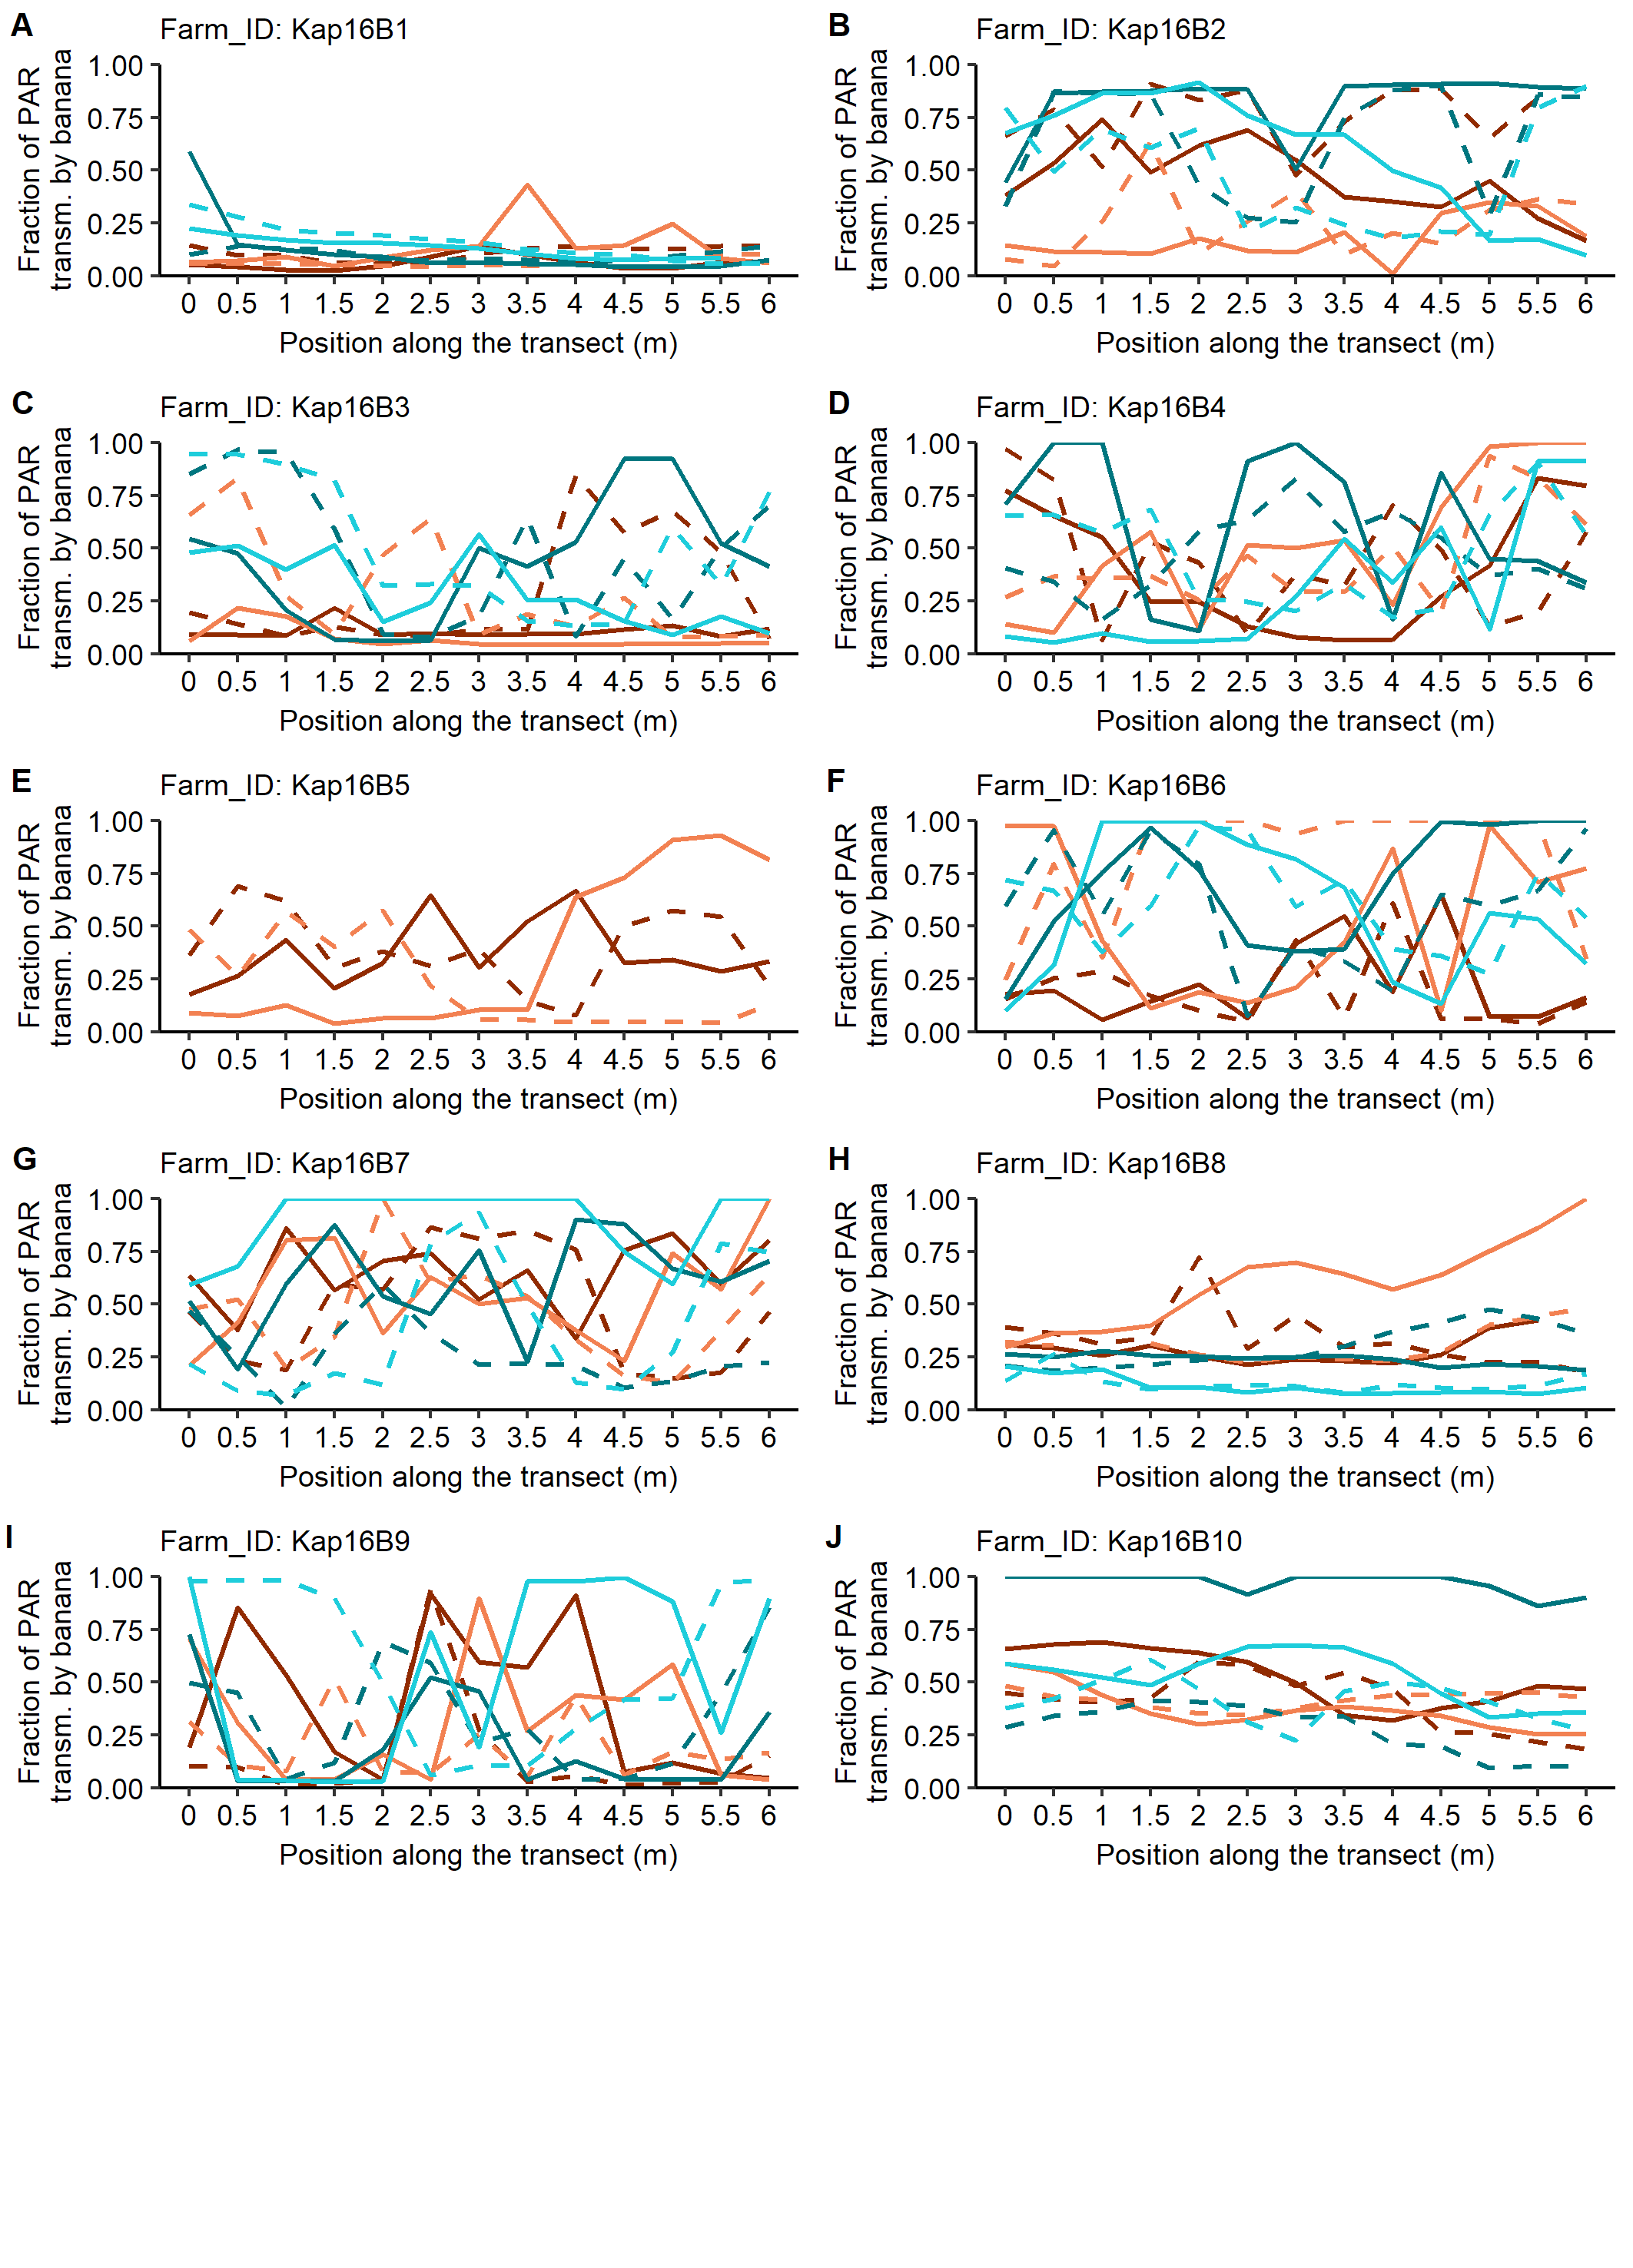 A Farm_ID: Kap16B1
Fraction of PAR
transm. by banana
1.00
0.75
0.50
0.25
0.00
0 0.5 1 1.5 2 2.5 3 3.5 4 4.5 5 5.5 6
Position along the transect (m)
B Farm_ID: Kap16B2
Fraction of PAR
transm. by banana
1.00
0.75
0.50
0.25
0.00
0 0.5 1 1.5 2 2.5 3 3.5 4 4.5 5 5.5 6
Position along the transect (m)
C Farm_ID: Kap16B3
Fraction of PAR
transm. by banana
1.00
0.75
0.50
0.25
0.00
0 0.5 1 1.5 2 2.5 3 3.5 4 4.5 5 5.5 6
Position along the transect (m)
D Farm_ID: Kap16B4
Fraction of PAR
transm. by banana
1.00
0.75
0.50
0.25
0.00
0 0.5 1 1.5 2 2.5 3 3.5 4 4.5 5 5.5 6
Position along the transect (m)
E Farm_ID: Kap16B5
Fraction of PAR
transm. by banana
1.00
0.75
0.50
0.25
0.00
0 0.5 1 1.5 2 2.5 3 3.5 4 4.5 5 5.5 6
Position along the transect (m)
F Farm_ID: Kap16B6
Fraction of PAR
transm. by banana
1.00
0.75
0.50
0.25
0.00
0 0.5 1 1.5 2 2.5 3 3.5 4 4.5 5 5.5 6
Position along the transect (m)
G Farm_ID: Kap16B7
Fraction of PAR
transm. by banana
1.00
0.75
0.50
0.25
0.00
0 0.5 1 1.5 2 2.5 3 3.5 4 4.5 5 5.5 6
Position along the transect (m)
H Farm_ID: Kap16B8
Fraction of PAR
transm. by banana
1.00
0.75
0.50
0.25
0.00
0 0.5 1 1.5 2 2.5 3 3.5 4 4.5 5 5.5 6
Position along the transect (m)
I Farm_ID: Kap16B9
Fraction of PAR
transm. by banana
1.00
0.75
0.50
0.25
0.00
0 0.5 1 1.5 2 2.5 3 3.5 4 4.5 5 5.5 6
Position along the transect (m)
J Farm_ID: Kap16B10
Fraction of PAR
transm. by banana
1.00
0.75
0.50
0.25
0.00
0 0.5 1 1.5 2 2.5 3 3.5 4 4.5 5 5.5 6
Position along the transect (m)